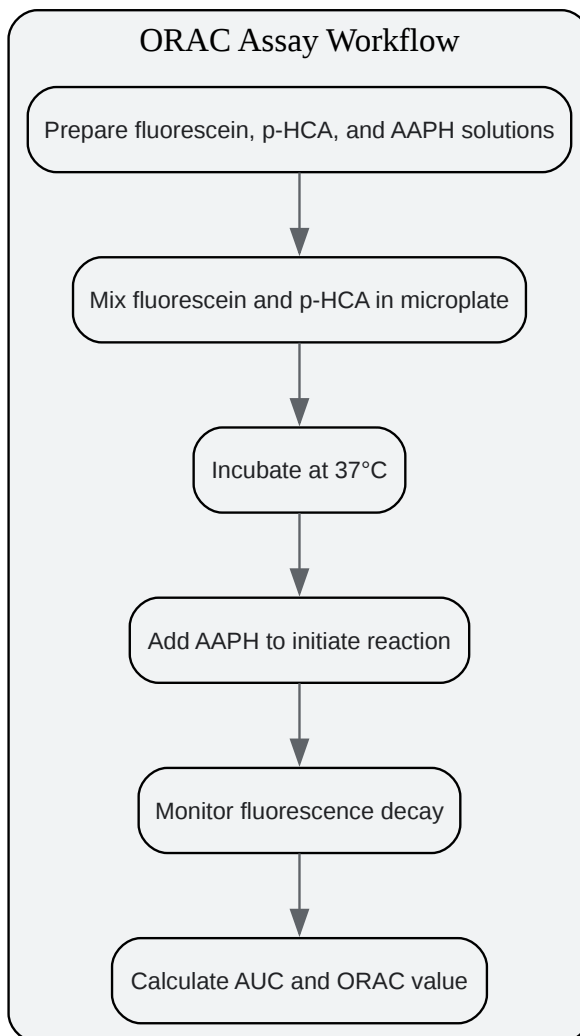 ORAC Assay Workflow
Prepare fluorescein, p-HCA, and AAPH solutions
Mix fluorescein and p-HCA in microplate
Incubate at 37°C
Add AAPH to initiate reaction
Monitor fluorescence decay
Calculate AUC and ORAC value